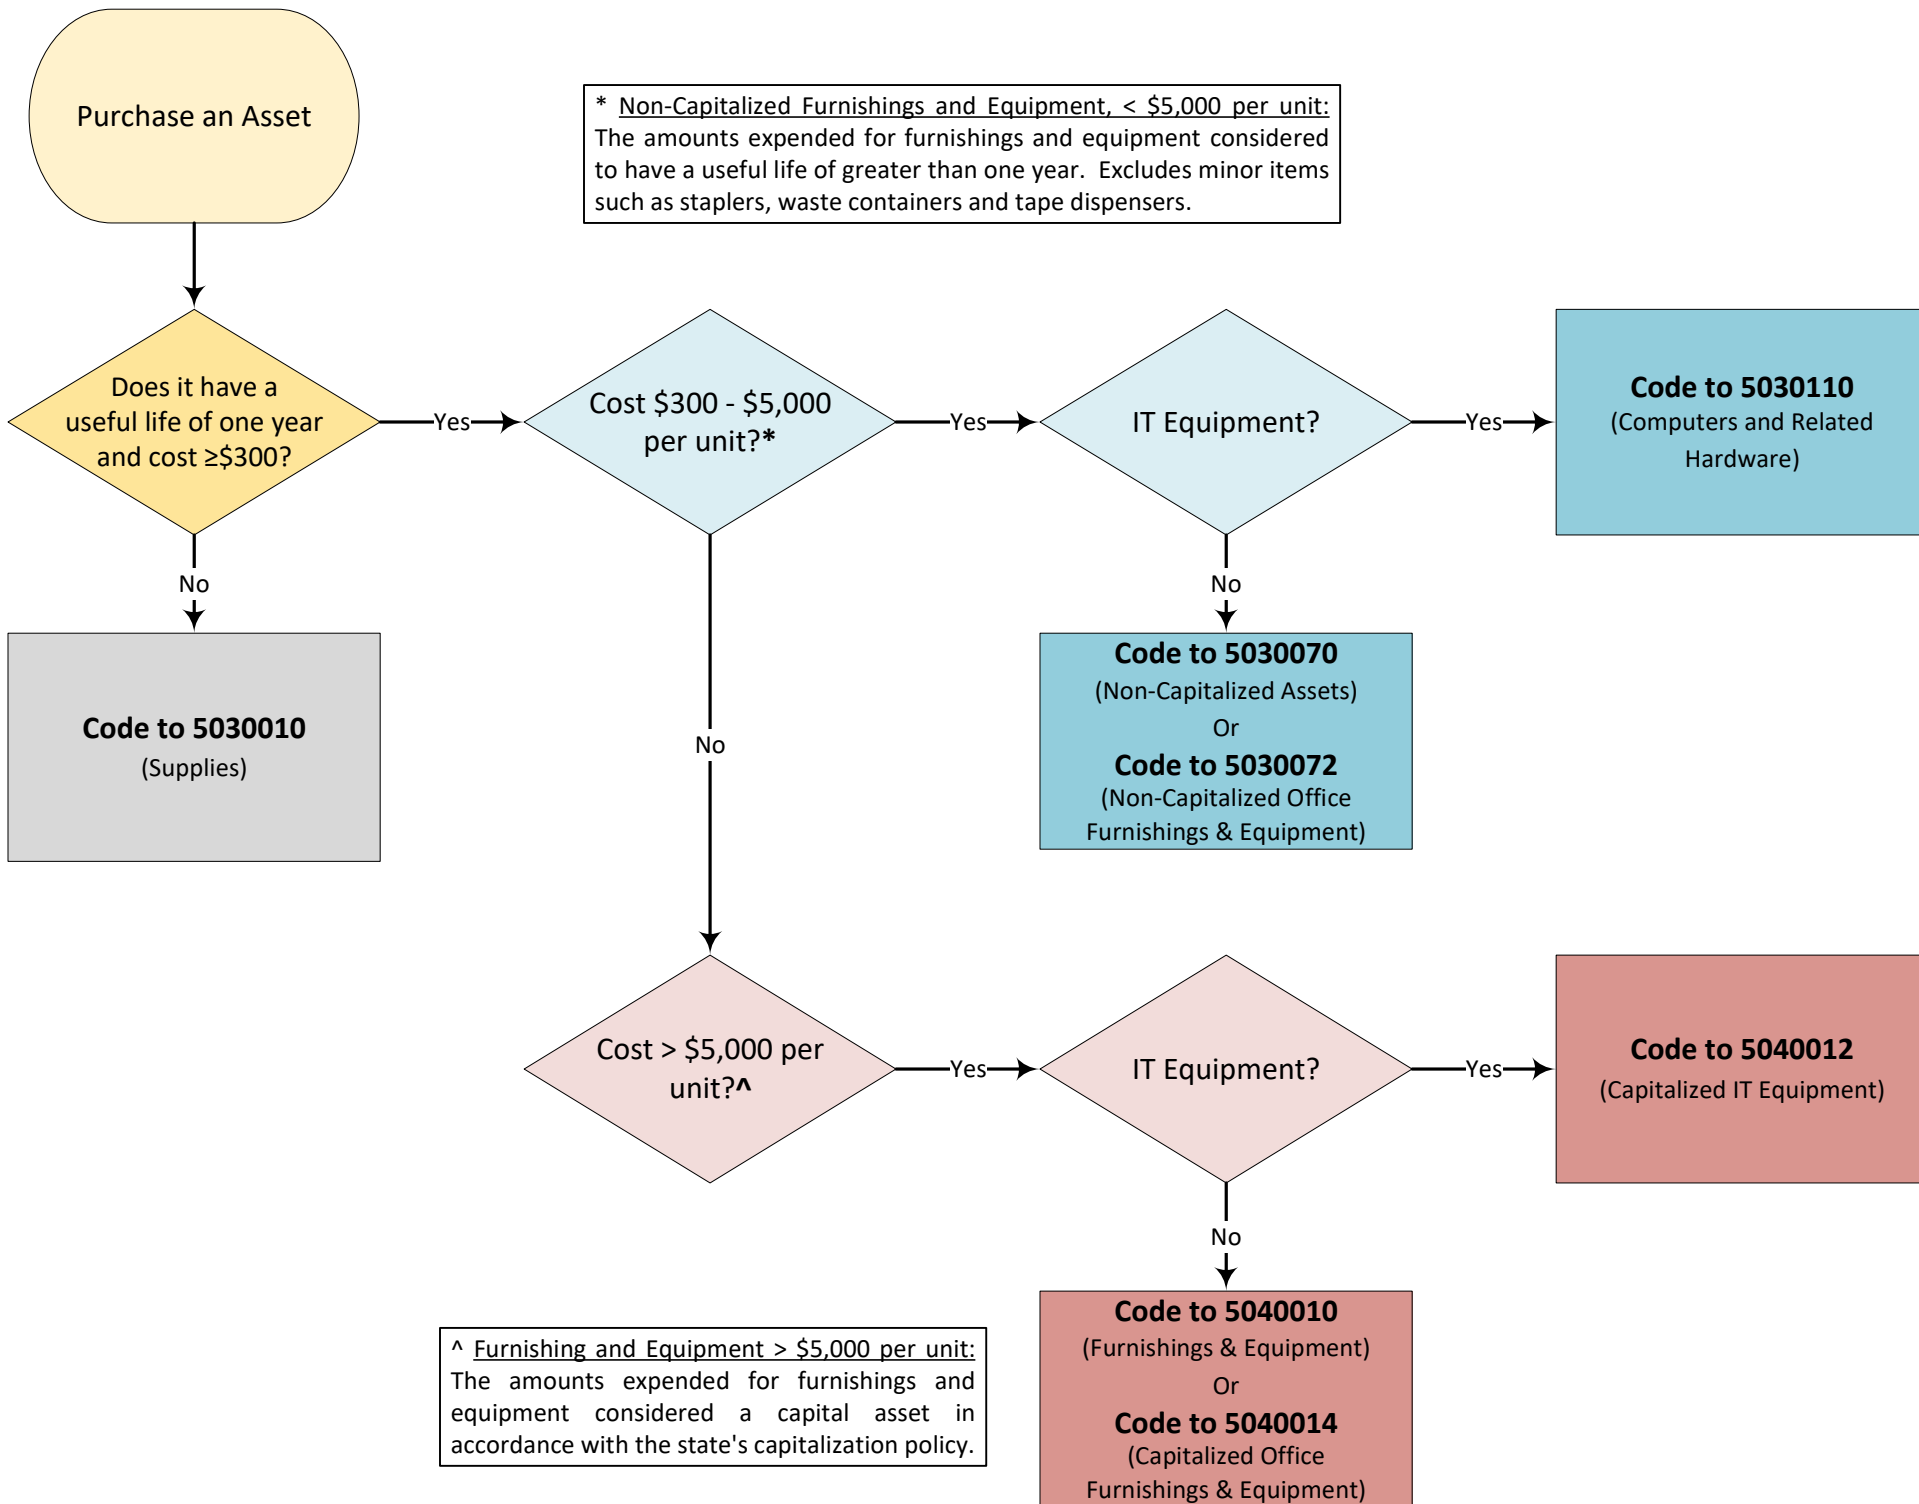 Purchase an Asset
* Non-Capitalized Furnishings and Equipment, < $5,000 per unit:
The amounts expended for furnishings and equipment considered
to have a useful life of greater than one year.  Excludes minor items
such as staplers, waste containers and tape dispensers.
Does it have a
useful life of one year
and cost ≥$300?
Yes
Cost $300 - $5,000
per unit?*
Yes
IT Equipment?
Yes
Code to 5030110
(Computers and Related
Hardware)
No
Code to 5030010
(Supplies)
No
Code to 5030070
(Non-Capitalized Assets)
Or
Code to 5030072
(Non-Capitalized Office
Furnishings & Equipment)
No
Cost > $5,000 per
unit?^
Yes
IT Equipment?
Yes
Code to 5040012
(Capitalized IT Equipment)
No
Code to 5040010
(Furnishings & Equipment)
Or
Code to 5040014
(Capitalized Office
Furnishings & Equipment)
^ Furnishing and Equipment > $5,000 per unit:
The amounts expended for furnishings and
equipment considered a capital asset in
accordance with the state's capitalization policy.